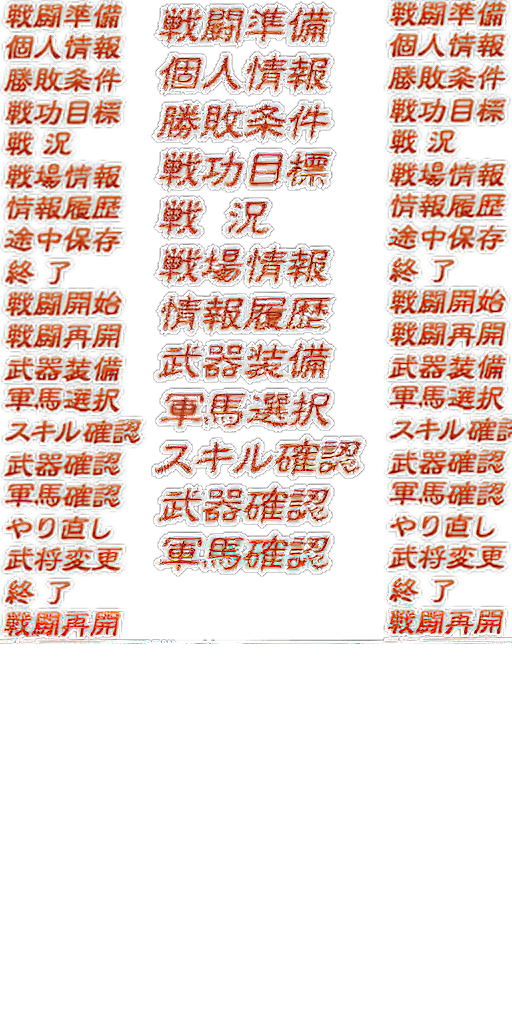 戦闘準備
個人情報
勝敗条件
戦功目標
戦況
戦場情報
情報履歴
途中保存
終了
戦闘開始
戦闘再開
武器装備
軍馬選択
スキル確認
武器確認
軍馬確認
やり直し
武将変更
終了
戦闘再開
戦闘準備
個人情報
勝敗条件
戦功目標
戦況
戦場情報
情報履歴
武器装備
軍馬選択
スキル確認
武器確認
軍馬確認
戦闘準備
個人情報
勝敗条件
戦功目標
戦況
戦場情報
情報履歴
途中保存
終了
戦闘開始
戦闘再開
武器装備
軍馬選択
スキル確認
武器確認
軍馬確認
やり直し
武将変更
終了
戦闘再開